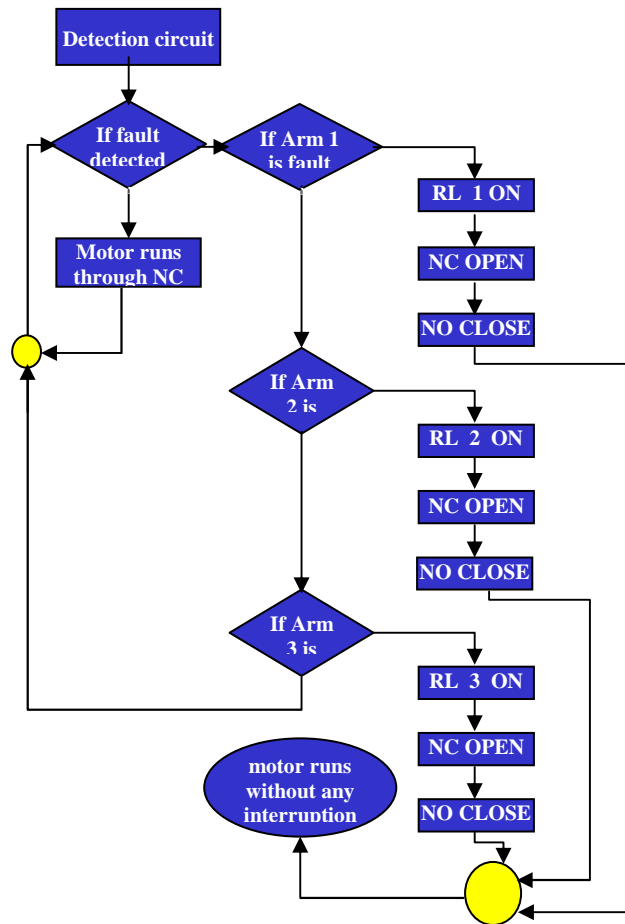 Detection circuit
If fault
detected
If Arm 1
is fault
RL 1 ON
Motor runs
through NC
NC OPEN
NO CLOSE
If Arm
2 is
RL 2 ON
NC OPEN
NO CLOSE
If Arm
3 is
RL 3 ON
NC OPEN
NO CLOSE
motor runs
without any
interruption